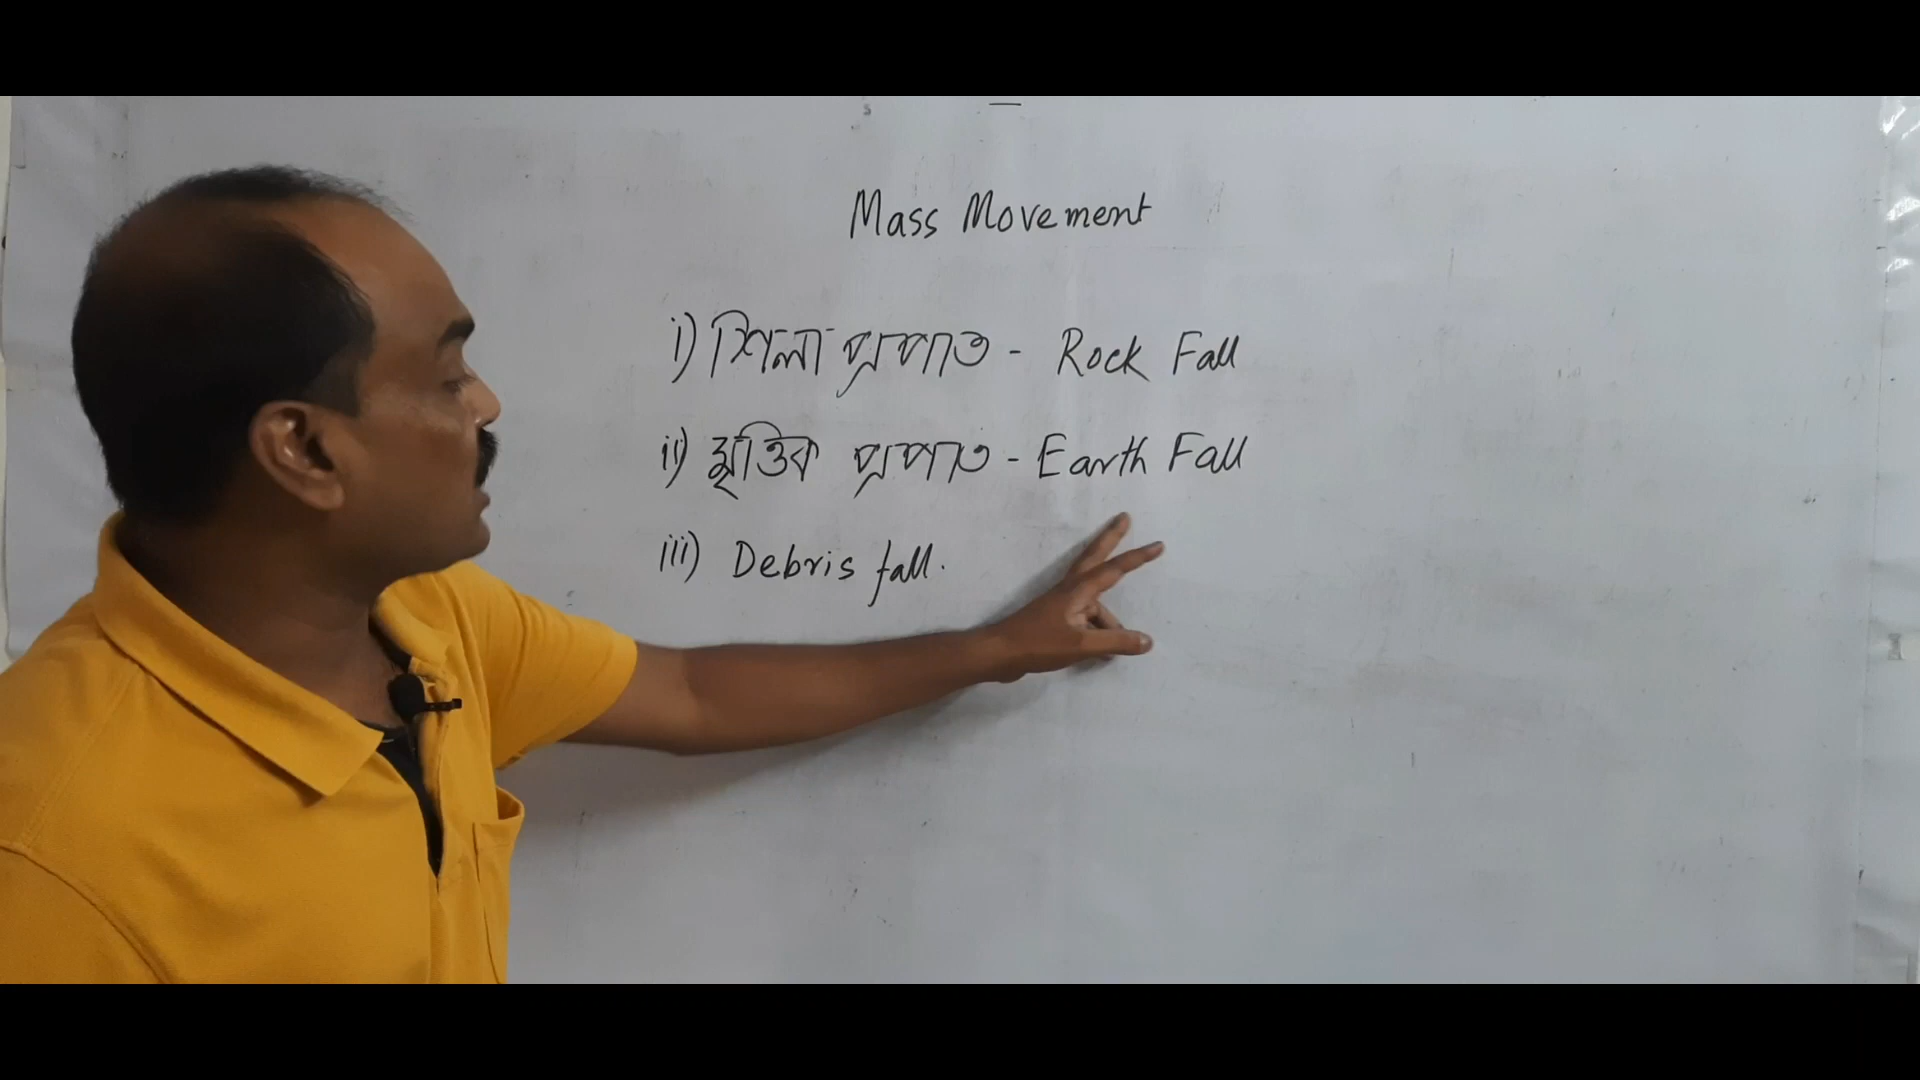 Mass Movement
i) শিলা প্রপাত - Rock Fall
ii) মৃত্তিক প্রপাত - Earth Fall
iii) Debris fall.